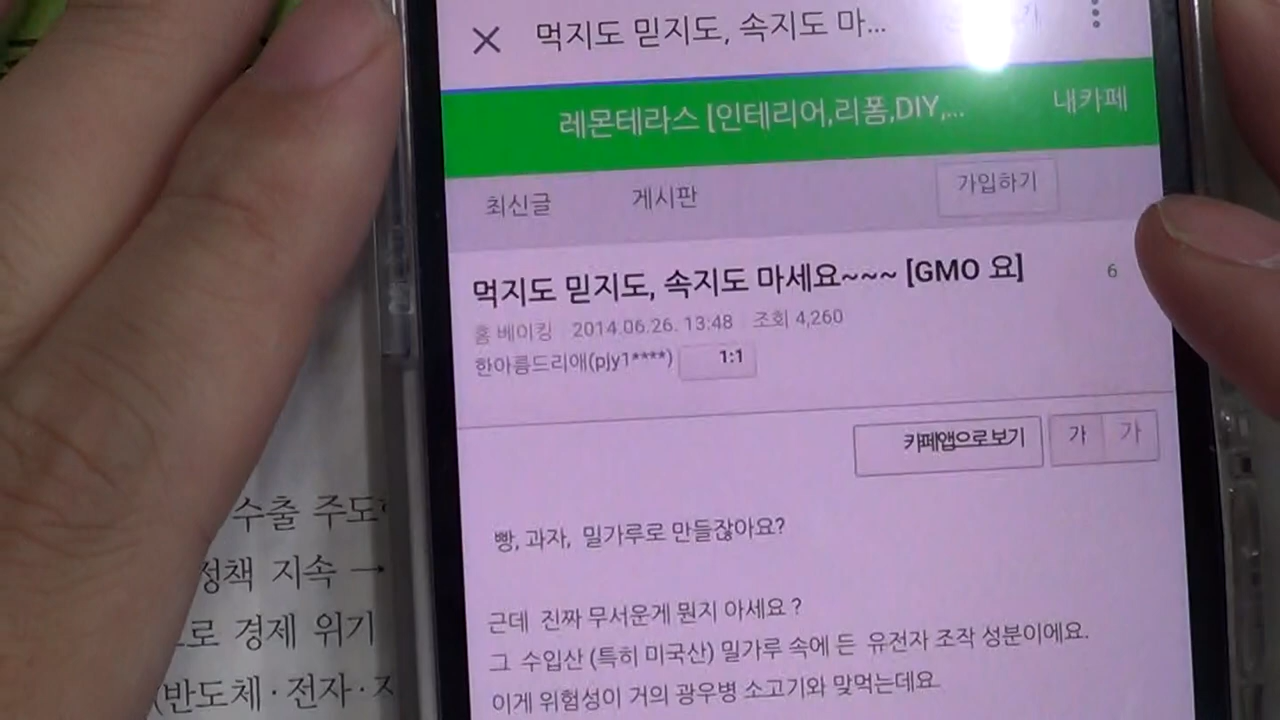 먹지도 믿지도, 속지도 마...
레몬테라스 [인테리어,리폼,DIY,...
내카페
최신글
게시판
가입하기
먹지도 믿지도, 속지도 마세요~~~ [GMO 요]
6
홈 베이킹 2014.06.26. 13:48 조회 4,260
한아름드리애(pjy1****) 1:1
카페앱으로 보기
가 가
빵, 과자, 밀가루로 만들잖아요?
근데 진짜 무서운게 뭔지 아세요 ?
그 수입산 (특히 미국산) 밀가루 속에 든 유전자 조작 성분이에요.
이게 위험성이 거의 광우병 소고기와 맞먹는데요.
수출 주도
정책 지속 →
로 경제 위기
(반도체·전자·